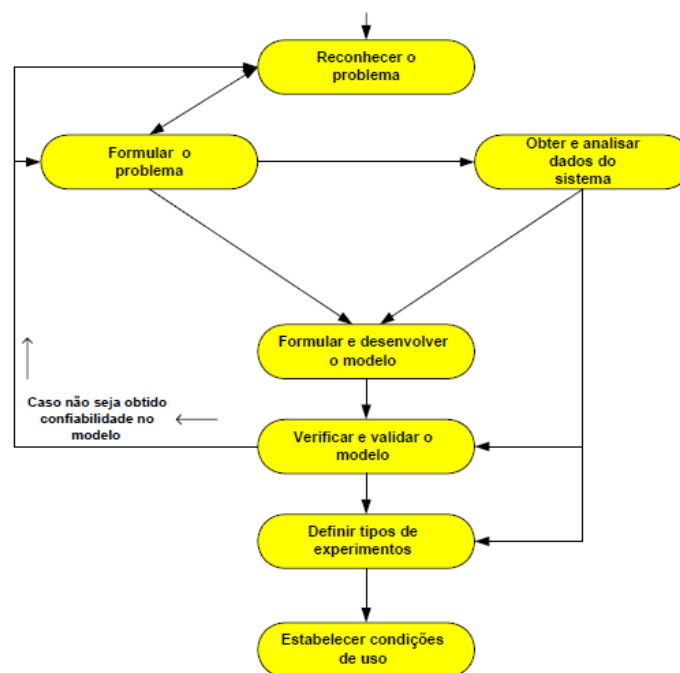 Reconhecer o
problema
Formular o
problema
Obter e analisar
dados do
sistema
Formular e desenvolver
o modelo
Caso não seja obtido
confiabilidade no
modelo
Verificar e validar o
modelo
Definir tipos de
experimentos
Estabelecer condições
de uso